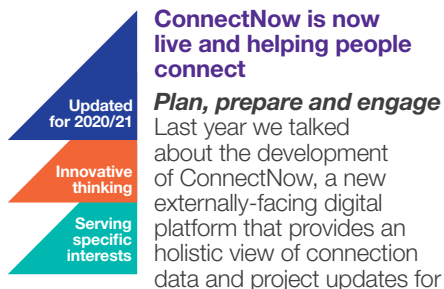 Updated
for 2020/21
Innovative
thinking
Serving
specific
interests
ConnectNow is now
live and helping people
connect
Plan, prepare and engage
Last year we talked
about the development
of ConnectNow, a new
externally-facing digital
platform that provides an
holistic view of connection
data and project updates for